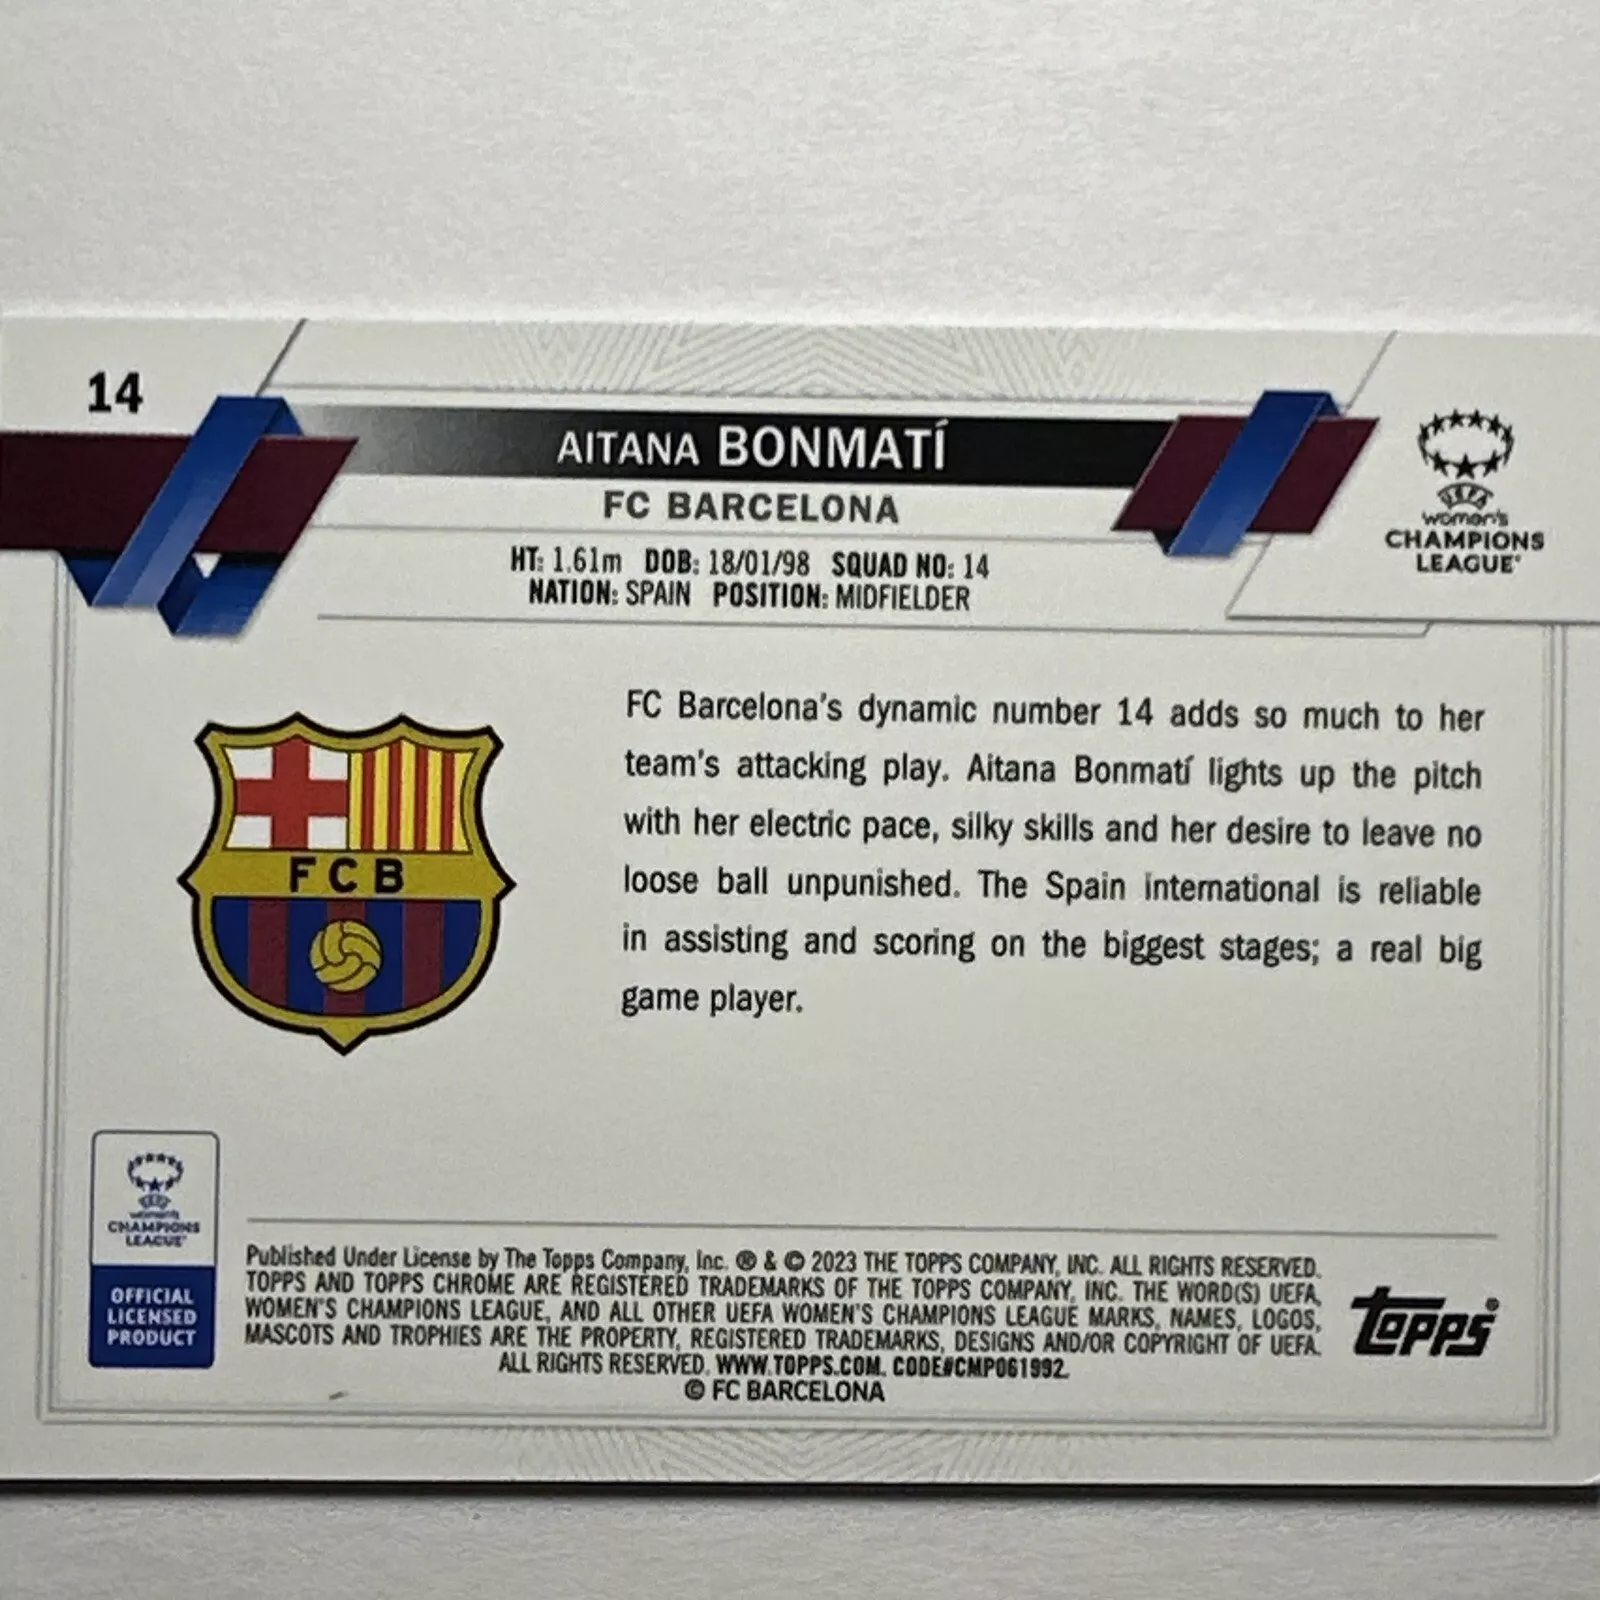 14
AITANA BONMATÍ
FC BARCELONA
HT: 1.61m DOB: 18/01/98 SQUAD NO: 14
NATION: SPAIN POSITION: MIDFIELDER
UEFA
women's
CHAMPIONS
LEAGUE®
FC Barcelona's dynamic number 14 adds so much to her
team's attacking play. Aitana Bonmatí lights up the pitch
with her electric pace, silky skills and her desire to leave no
loose ball unpunished. The Spain international is reliable
in assisting and scoring on the biggest stages; a real big
game player.
FCB
UEFA
women's
CHAMPIONS
LEAGUE®
OFFICIAL
LICENSED
PRODUCT
Published Under License by The Topps Company, Inc. ® & © 2023 THE TOPPS COMPANY, INC. ALL RIGHTS RESERVED.
TOPPS AND TOPPS CHROME ARE REGISTERED TRADEMARKS OF THE TOPPS COMPANY, INC. THE WORD(S) UEFA,
WOMEN'S CHAMPIONS LEAGUE, AND ALL OTHER UEFA WOMEN'S CHAMPIONS LEAGUE MARKS, NAMES, LOGOS,
MASCOTS AND TROPHIES ARE THE PROPERTY, REGISTERED TRADEMARKS, DESIGNS AND/OR COPYRIGHT OF UEFA.
ALL RIGHTS RESERVED. WWW.TOPPS.COM. CODE#CMP061992.
© FC BARCELONA
topps®